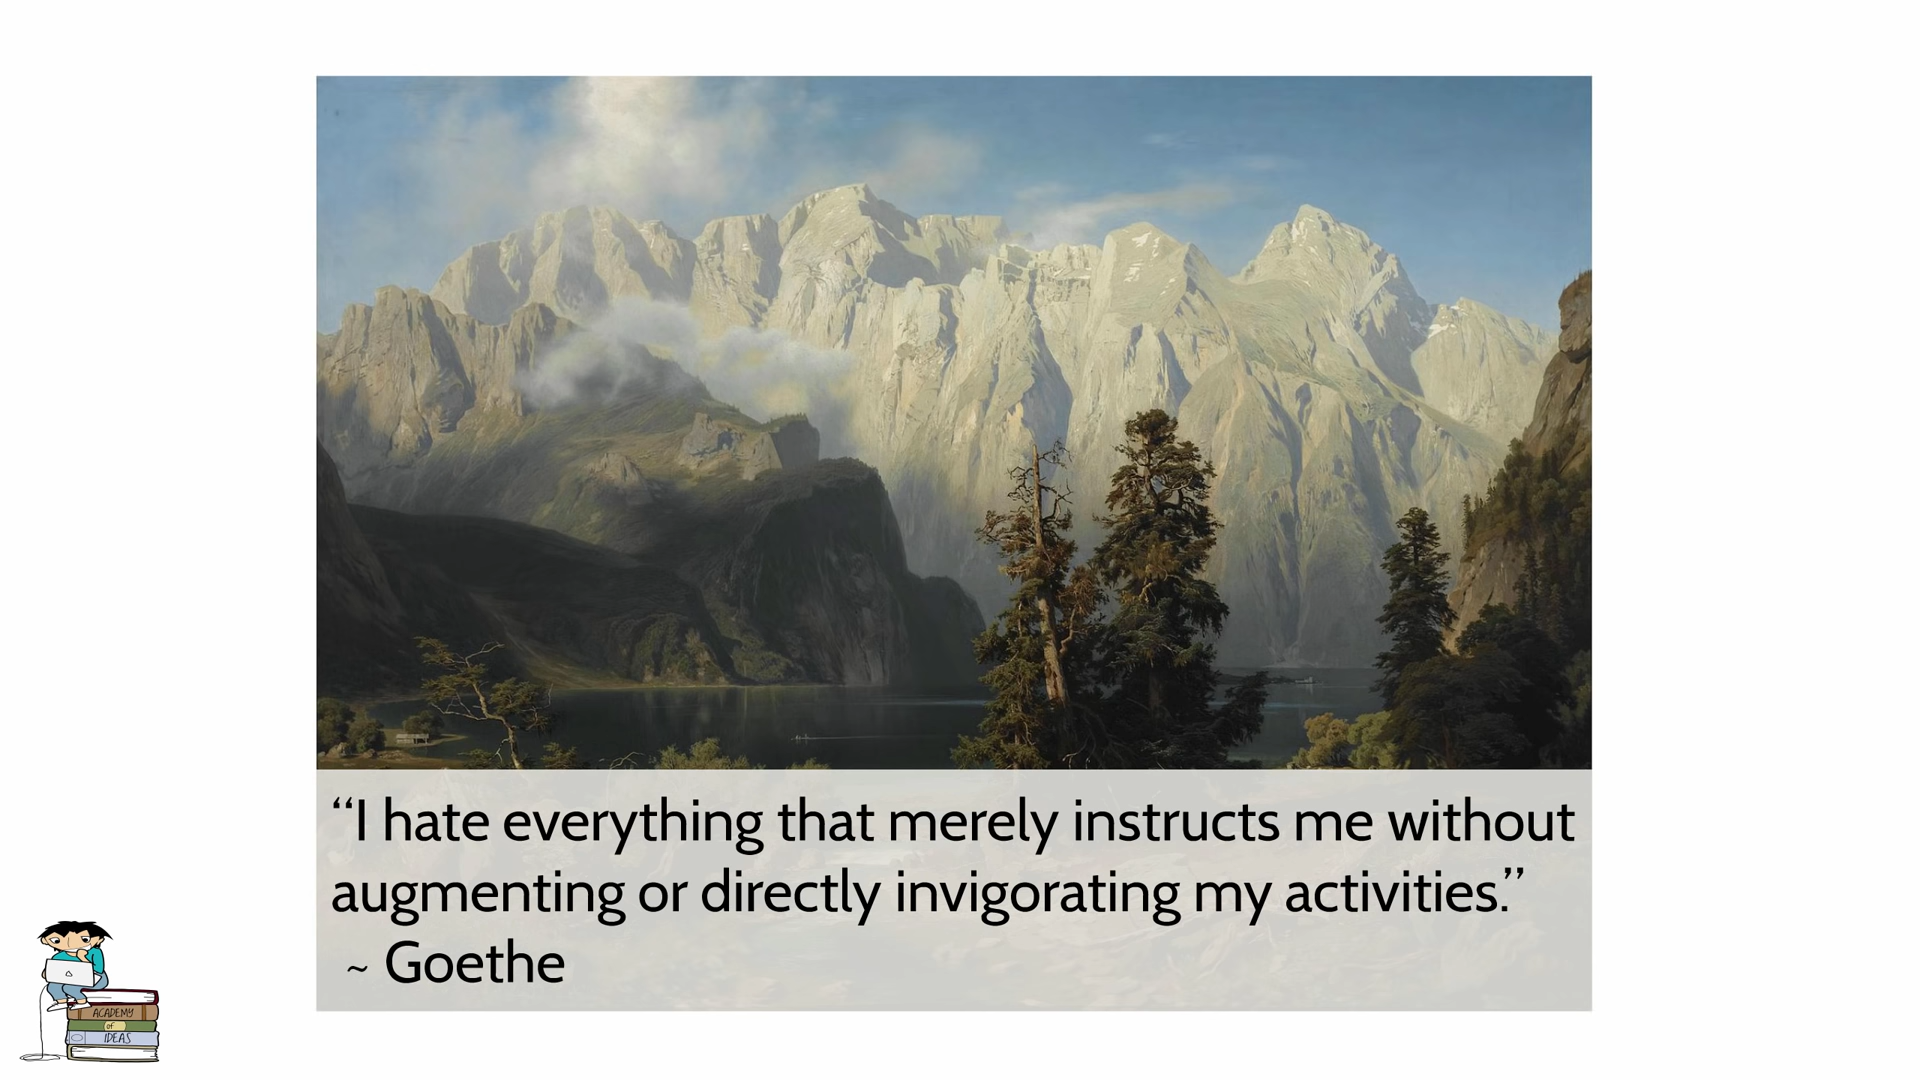 “I hate everything that merely instructs me without
augmenting or directly invigorating my activities.”
~ Goethe
ACADEMY
of
IDEAS